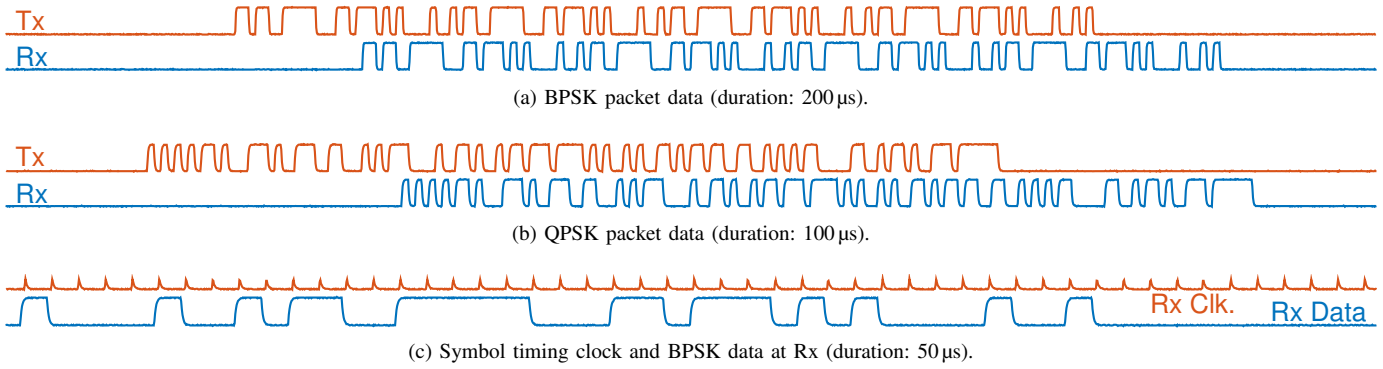 Tx
Rx
(a) BPSK packet data (duration: 200 µs).
Tx
Rx
(b) QPSK packet data (duration: 100 µs).
Rx Clk.
Rx Data
(c) Symbol timing clock and BPSK data at Rx (duration: 50 µs).